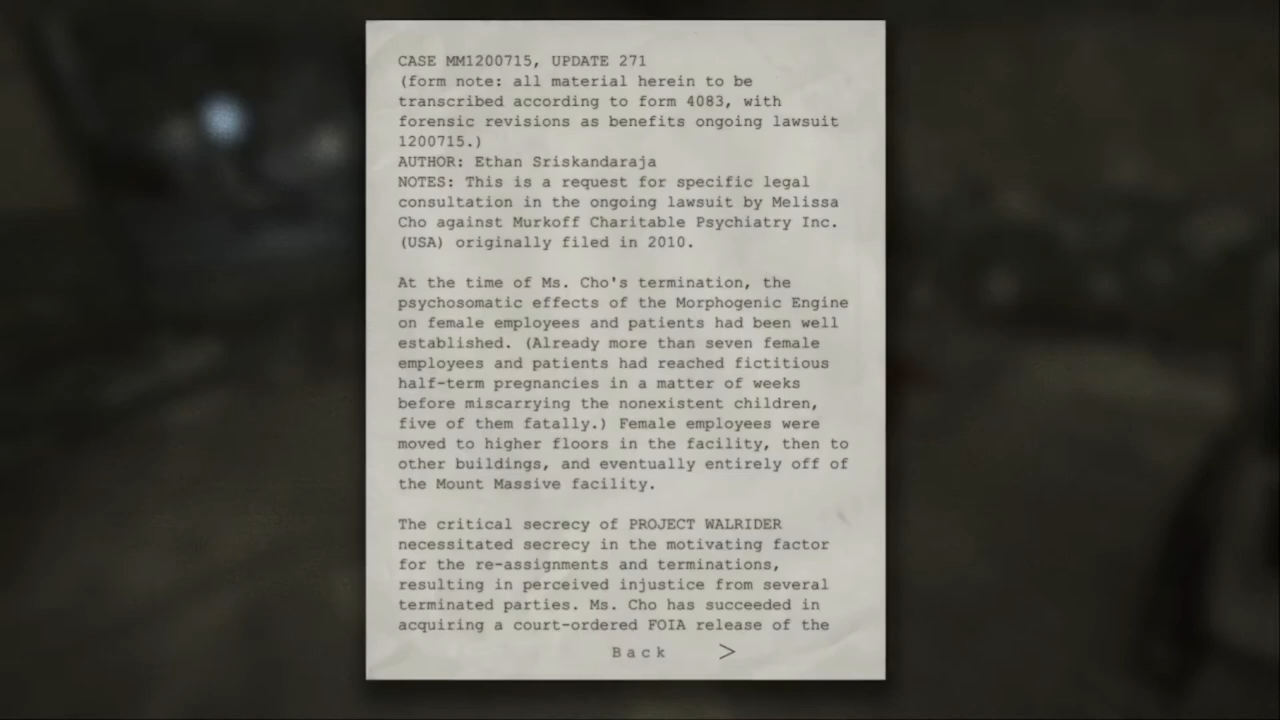 CASE MM1200715, UPDATE 271
(form note: all material herein to be
transcribed according to form 4083, with
forensic revisions as benefits ongoing lawsuit
1200715.)
AUTHOR: Ethan Sriskandaraja
NOTES: This is a request for specific legal
consultation in the ongoing lawsuit by Melissa
Cho against Murkoff Charitable Psychiatry Inc.
(USA) originally filed in 2010.

At the time of Ms. Cho's termination, the
psychosomatic effects of the Morphogenic Engine
on female employees and patients had been well
established. (Already more than seven female
employees and patients had reached fictitious
half-term pregnancies in a matter of weeks
before miscarrying the nonexistent children,
five of them fatally.) Female employees were
moved to higher floors in the facility, then to
other buildings, and eventually entirely off of
the Mount Massive facility.

The critical secrecy of PROJECT WALRIDER
necessitated secrecy in the motivating factor
for the re-assignments and terminations,
resulting in perceived injustice from several
terminated parties. Ms. Cho has succeeded in
acquiring a court-ordered FOIA release of the
Back >